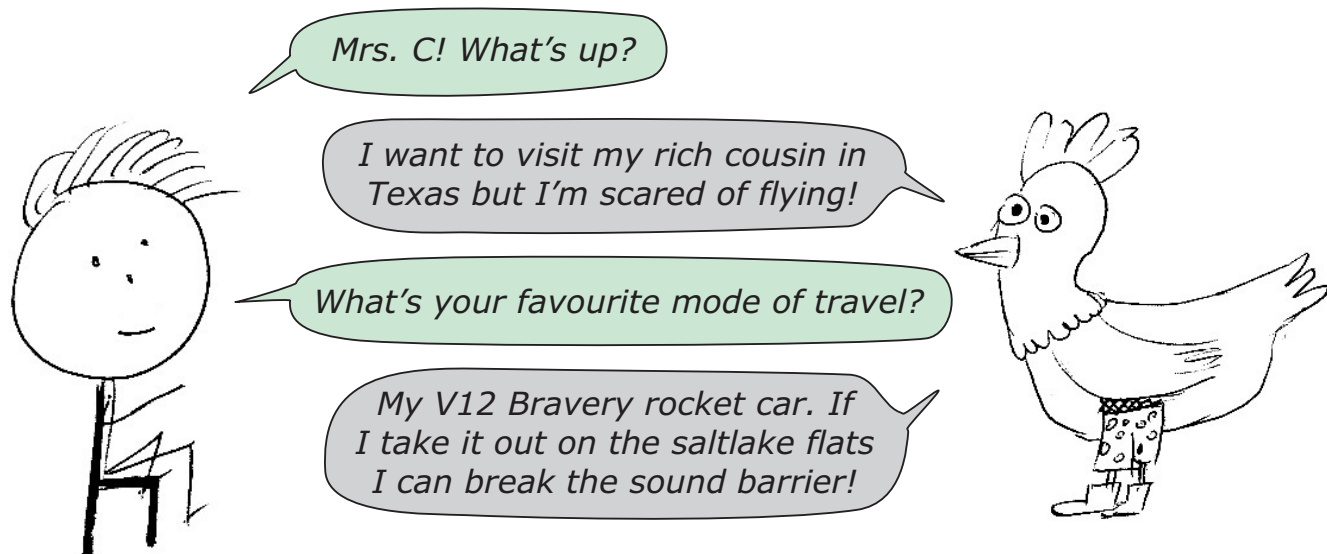 Mrs. C! What's up?
I want to visit my rich cousin in
Texas but I'm scared of flying!
What's your favourite mode of travel?
My V12 Bravery rocket car. If
I take it out on the saltlake flats
I can break the sound barrier!